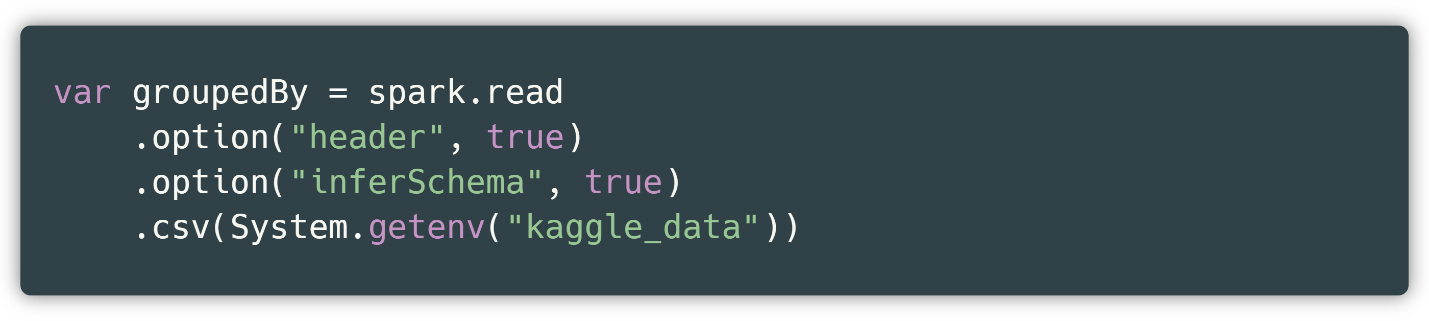 var groupedBy = spark.read
    .option("header", true)
    .option("inferSchema", true)
    .csv(System.getenv("kaggle_data"))